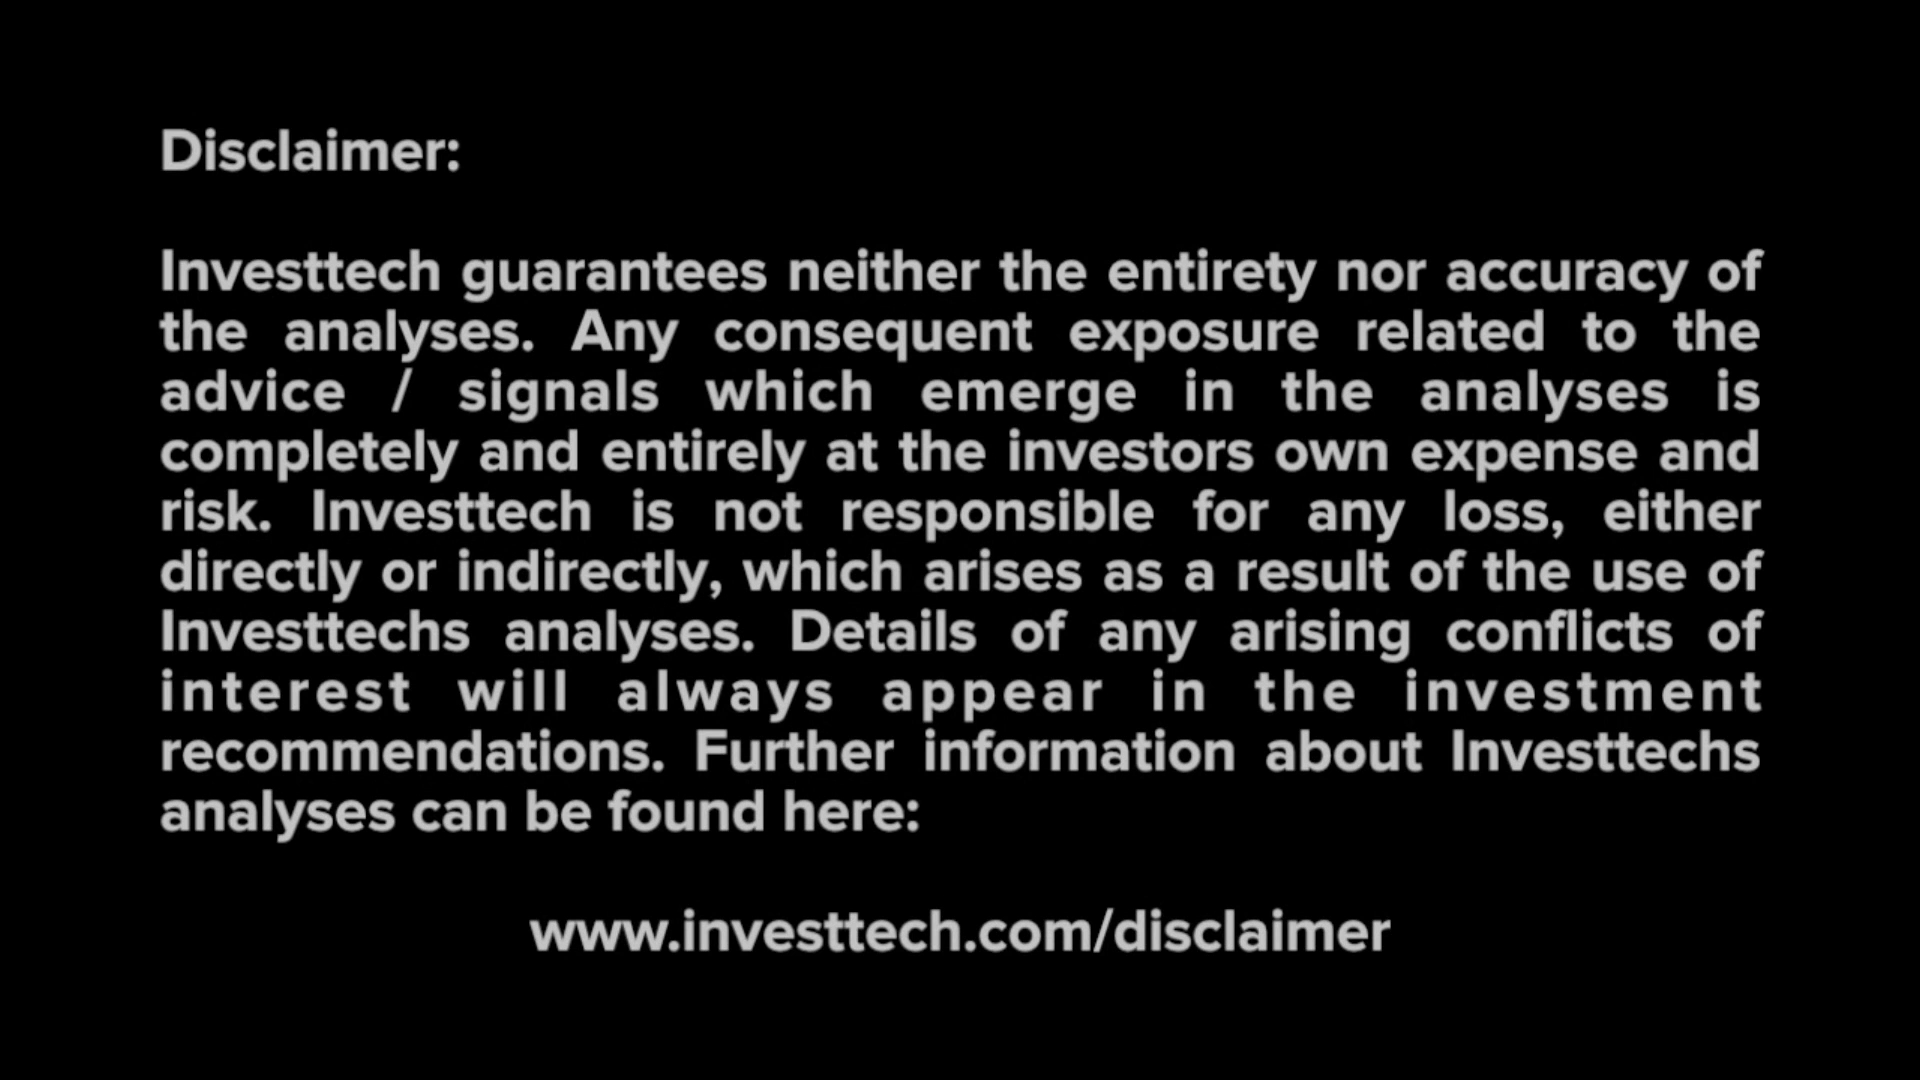 Disclaimer:
Investtech guarantees neither the entirety nor accuracy of
the analyses. Any consequent exposure related to the
advice / signals which emerge in the analyses is
completely and entirely at the investors own expense and
risk. Investtech is not responsible for any loss, either
directly or indirectly, which arises as a result of the use of
Investtechs analyses. Details of any arising conflicts of
interest will always appear in the investment
recommendations. Further information about Investtechs
analyses can be found here:
www.investtech.com/disclaimer